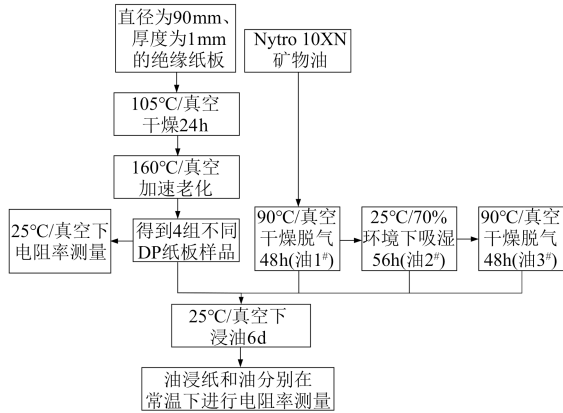 直径为90mm、
厚度为1mm
的绝缘纸板
Nytro 10XN
矿物油
105℃/真空
干燥24h
160℃/真空
加速老化
25℃/真空下
电阻率测量
得到4组不同
DP纸板样品
90℃/真空
干燥脱气
48h(油1#)
25℃/70%
环境下吸湿
56h(油2#)
90℃/真空
干燥脱气
48h(油3#)
25℃/真空下
浸油6d
油浸纸和油分别在
常温下进行电阻率测量